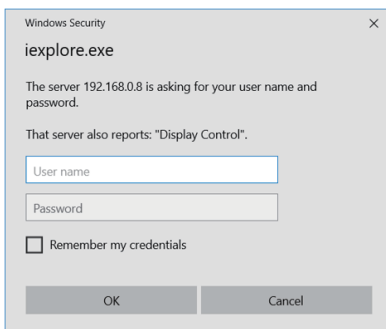 Windows Security
iexplore.exe
The server 192.168.0.8 is asking for your user name and
password.
That server also reports: "Display Control".
User name
Password
Remember my credentials
OK Cancel